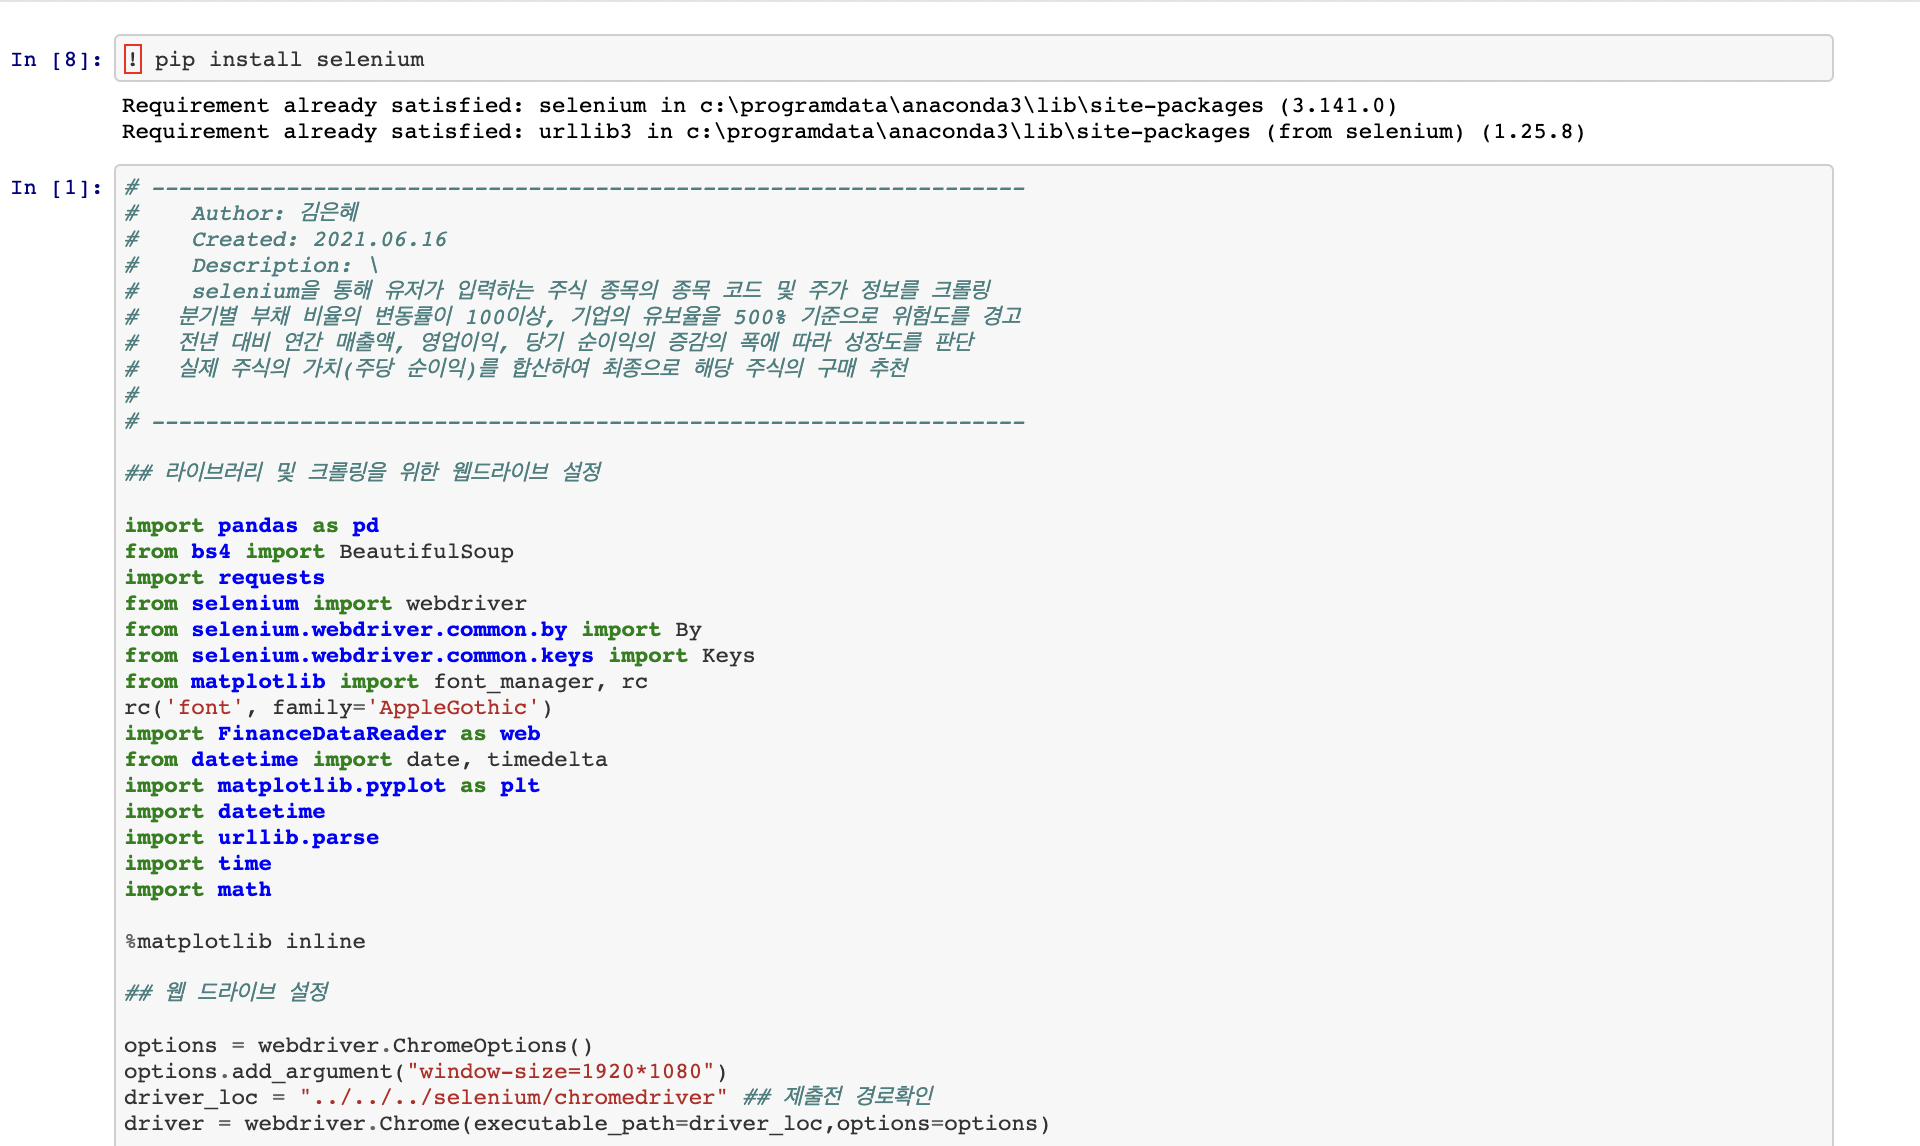 In [8]: ! pip install selenium
Requirement already satisfied: selenium in c:\programdata\anaconda3\lib\site-packages (3.141.0)
Requirement already satisfied: urllib3 in c:\programdata\anaconda3\lib\site-packages (from selenium) (1.25.8)
In [1]: # -----------------------------------------------------------------
#    Author: 김은혜
#    Created: 2021.06.16
#    Description: \
#    selenium을 통해 유저가 입력하는 주식 종목의 종목 코드 및 주가 정보를 크롤링
#   분기별 부채 비율의 변동률이 100이상, 기업의 유보율을 500% 기준으로 위험도를 경고
#   전년 대비 연간 매출액, 영업이익, 당기 순이익의 증감의 폭에 따라 성장도를 판단
#   실제 주식의 가치(주당 순이익)를 합산하여 최종으로 해당 주식의 구매 추천
#
# -----------------------------------------------------------------
## 라이브러리 및 크롤링을 위한 웹드라이브 설정
import pandas as pd
from bs4 import BeautifulSoup
import requests
from selenium import webdriver
from selenium.webdriver.common.by import By
from selenium.webdriver.common.keys import Keys
from matplotlib import font_manager, rc
rc('font', family='AppleGothic')
import FinanceDataReader as web
from datetime import date, timedelta
import matplotlib.pyplot as plt
import datetime
import urllib.parse
import time
import math
%matplotlib inline
## 웹 드라이브 설정
options = webdriver.ChromeOptions()
options.add_argument("window-size=1920*1080")
driver_loc = "../../../selenium/chromedriver" ## 제출전 경로확인
driver = webdriver.Chrome(executable_path=driver_loc,options=options)